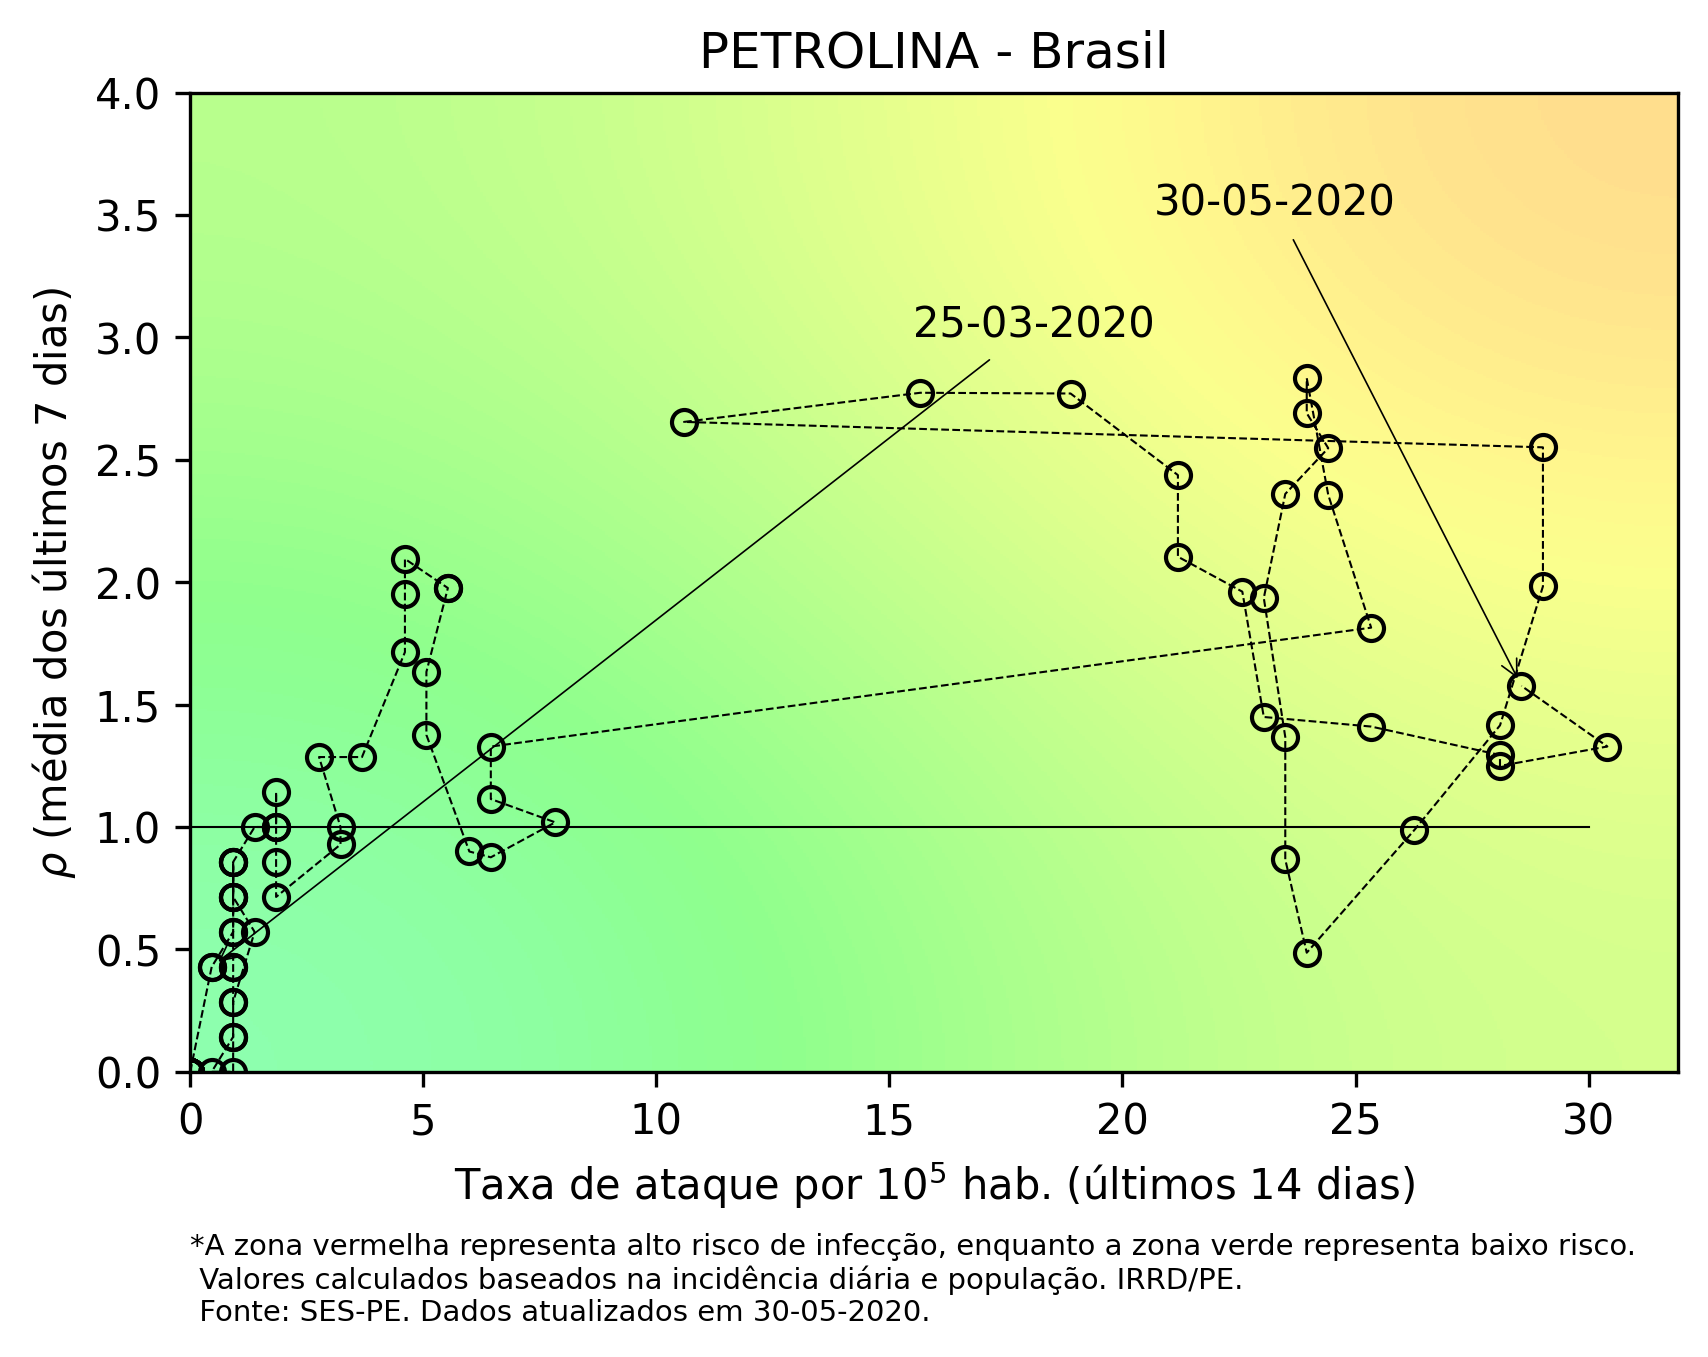 PETROLINA - Brasil
4.0
3.5
3.0
2.5
2.0
1.5
1.0
0.5
0.0
ρ (média dos últimos 7 dias)
30-05-2020
25-03-2020
0 5 10 15 20 25 30
Taxa de ataque por 10⁵ hab. (últimos 14 dias)
*A zona vermelha representa alto risco de infecção, enquanto a zona verde representa baixo risco.
Valores calculados baseados na incidência diária e população. IRRD/PE.
Fonte: SES-PE. Dados atualizados em 30-05-2020.